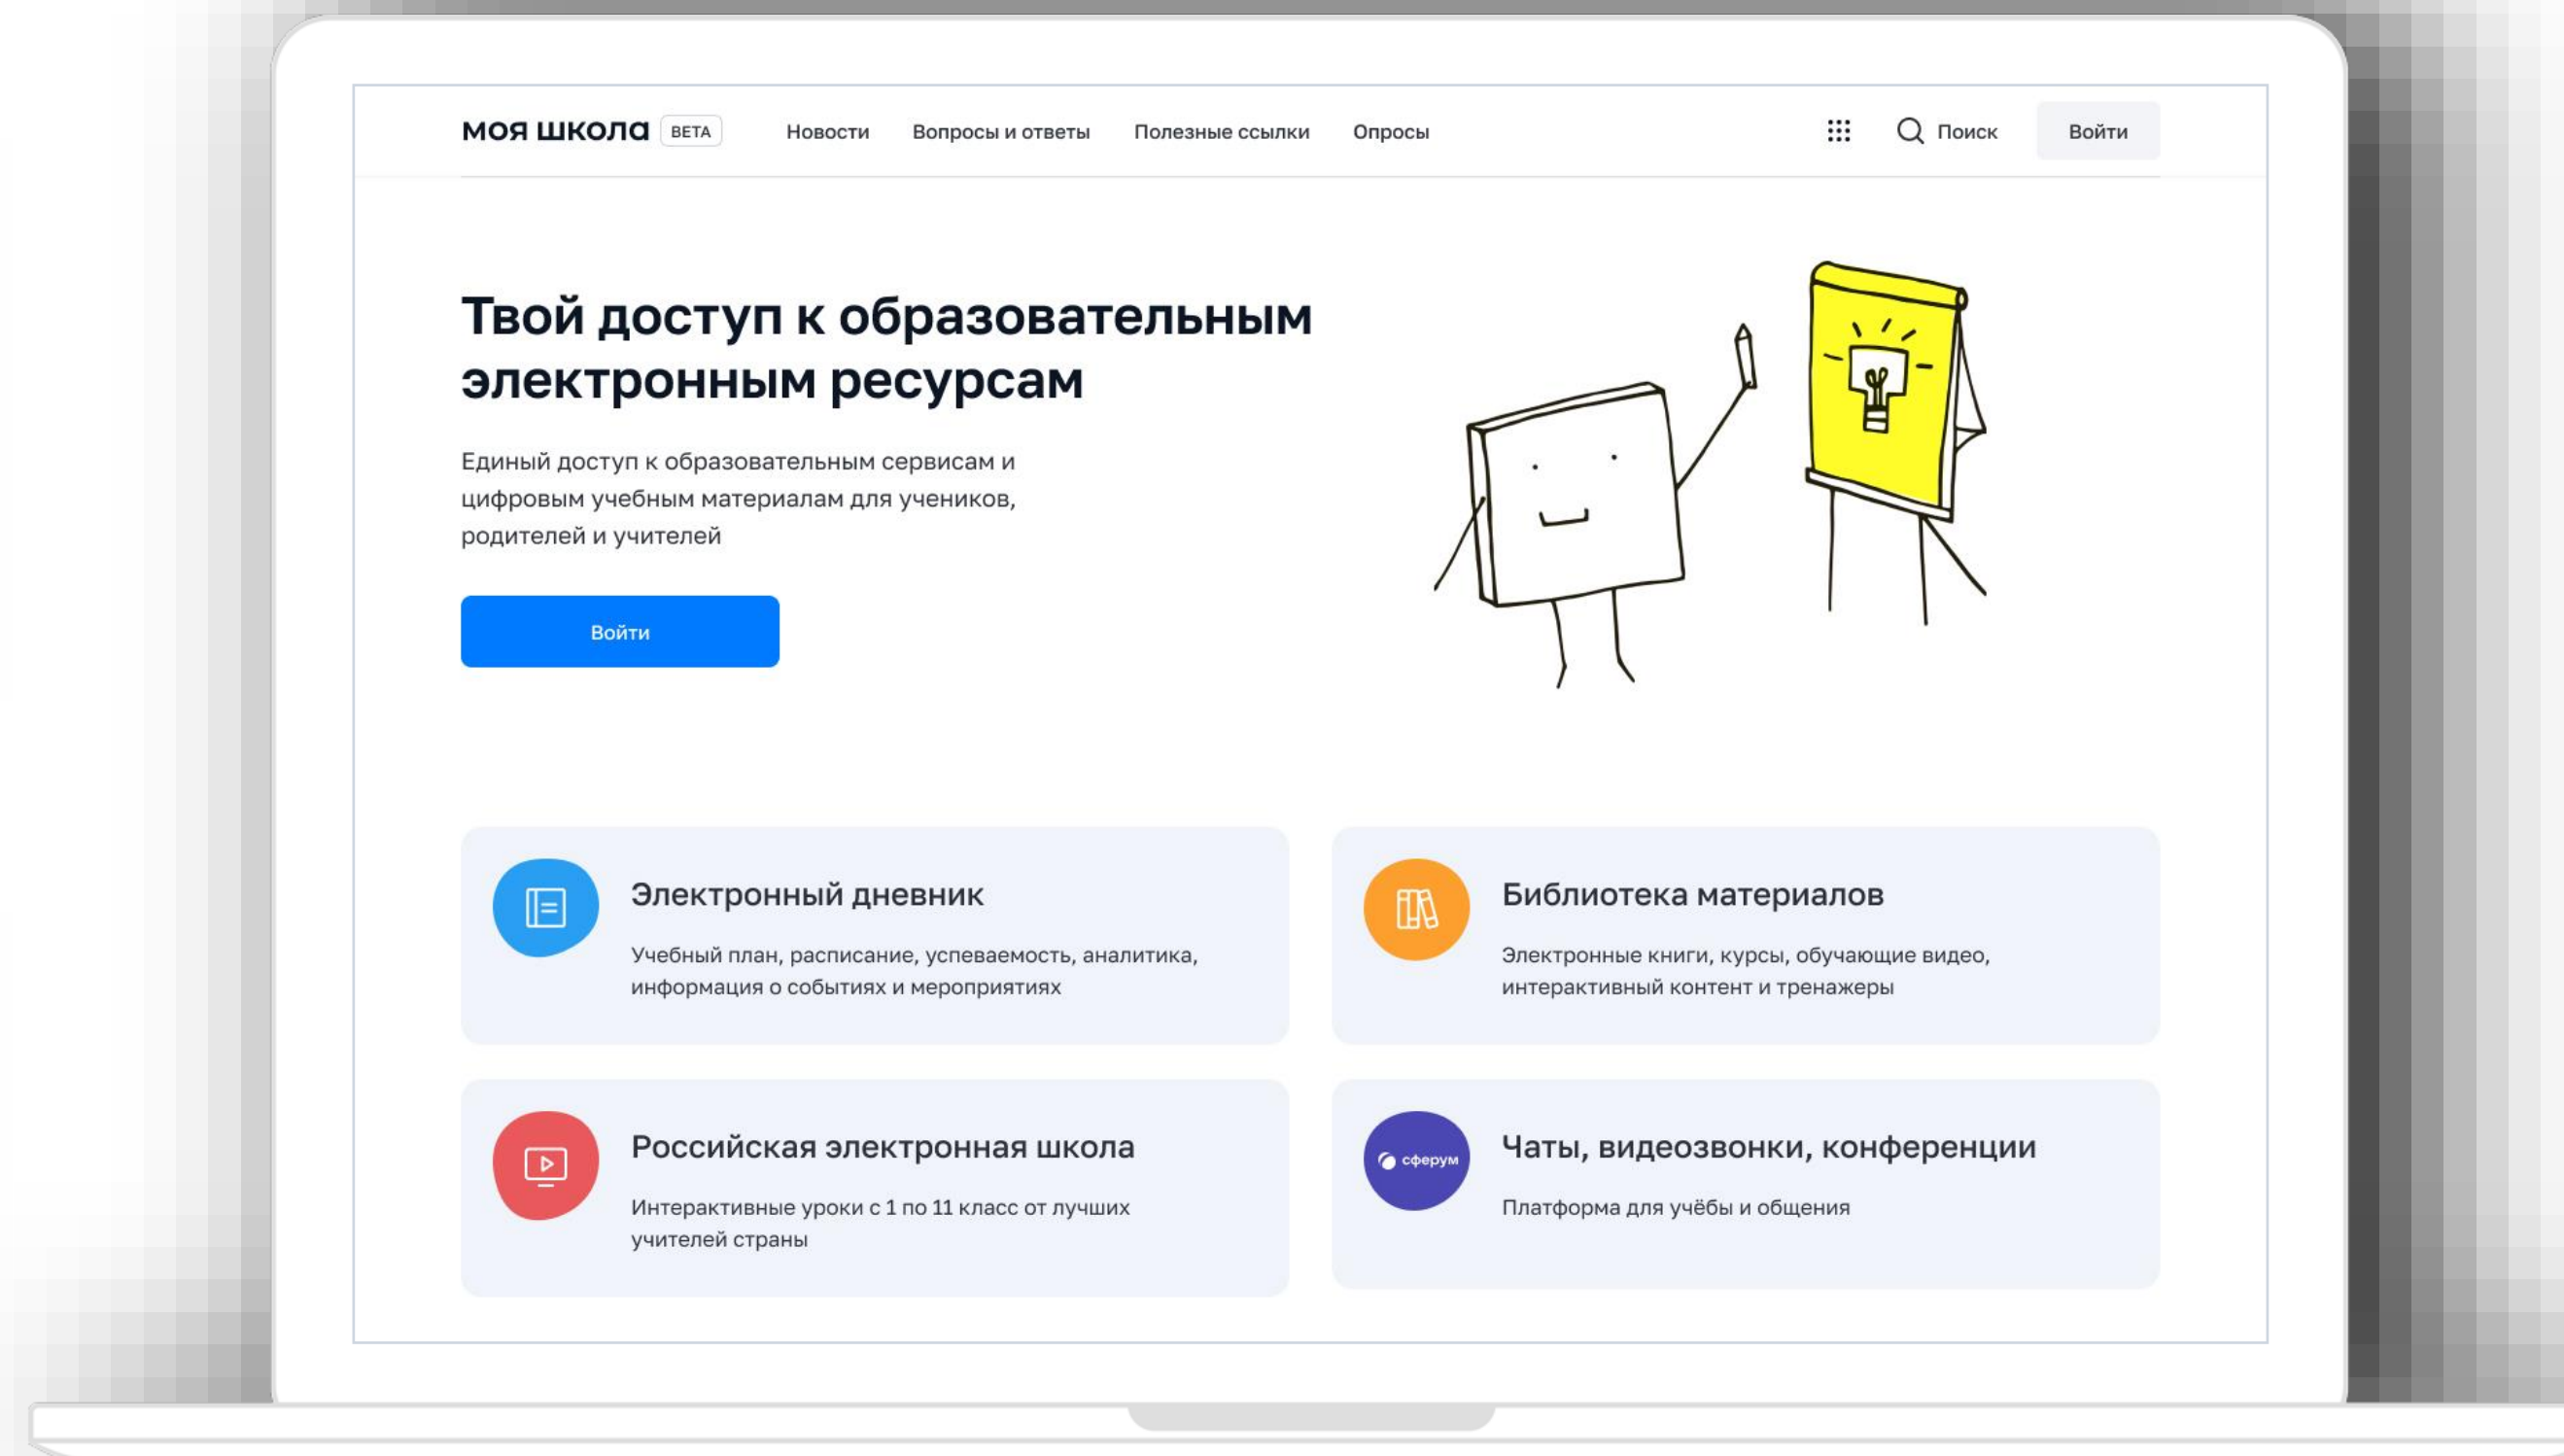 моя школа BETA Новости Вопросы и ответы Полезные ссылки Опросы Поиск Войти
Твой доступ к образовательным
электронным ресурсам
Единый доступ к образовательным сервисам и
цифровым учебным материалам для учеников,
родителей и учителей
Войти
Электронный дневник
Учебный план, расписание, успеваемость, аналитика,
информация о событиях и мероприятиях
Библиотека материалов
Электронные книги, курсы, обучающие видео,
интерактивный контент и тренажеры
Российская электронная школа
Интерактивные уроки с 1 по 11 класс от лучших
учителей страны
сферум
Чаты, видеозвонки, конференции
Платформа для учёбы и общения